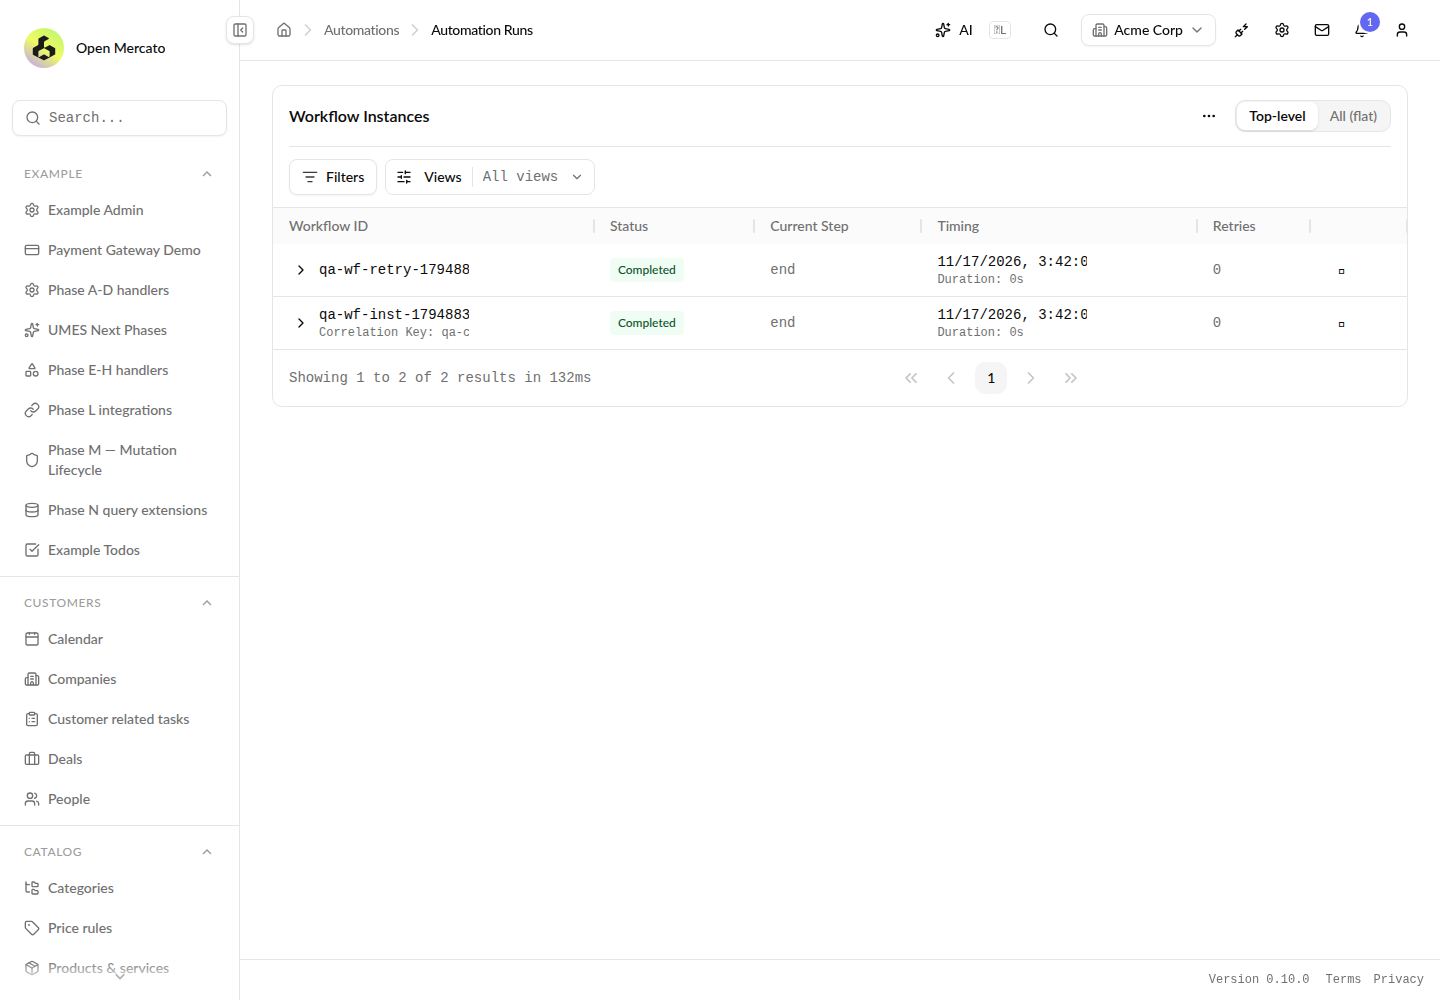 Open Mercato
Automations
Automation Runs
AI
L
Acme Corp
1
Search...
EXAMPLE
Example Admin
Payment Gateway Demo
Phase A-D handlers
UMES Next Phases
Phase E-H handlers
Phase L integrations
Phase M — Mutation
Lifecycle
Phase N query extensions
Example Todos
CUSTOMERS
Calendar
Companies
Customer related tasks
Deals
People
CATALOG
Categories
Price rules
Products & services
Workflow Instances
Top-level
All (flat)
Filters
Views
All views
Workflow ID
Status
Current Step
Timing
Retries
qa-wf-retry-179488
Completed
end
11/17/2026, 3:42:0
Duration: 0s
0
qa-wf-inst-1794883
Correlation Key: qa-c
Completed
end
11/17/2026, 3:42:0
Duration: 0s
0
Showing 1 to 2 of 2 results in 132ms
1
Version 0.10.0
Terms
Privacy